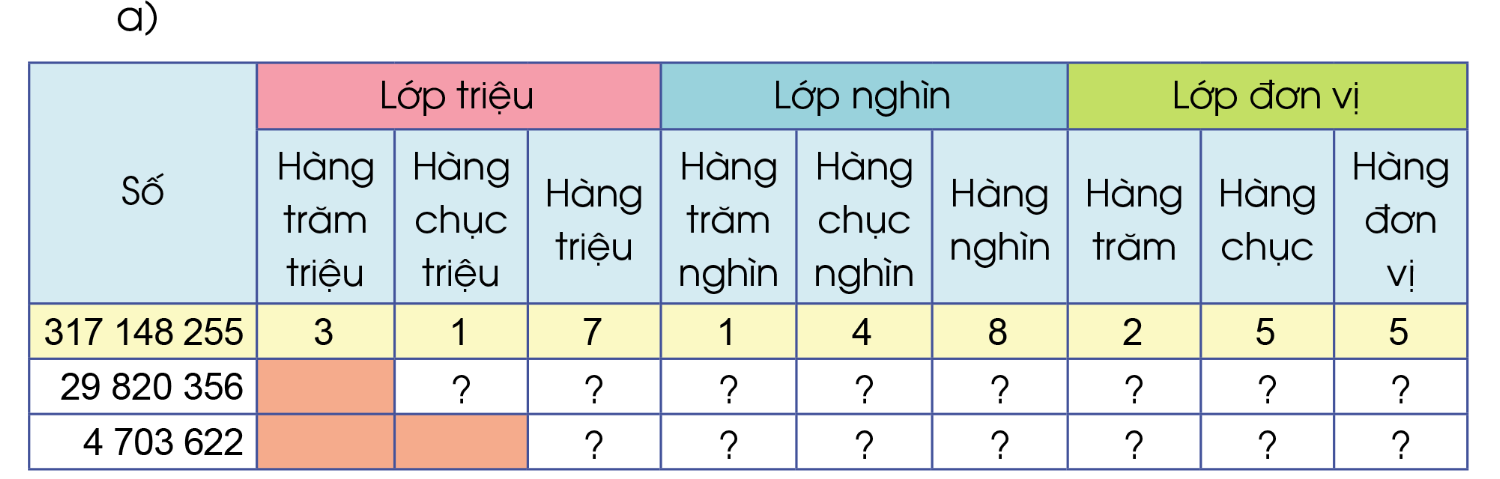 a)
Số Lớp triệu Lớp nghìn Lớp đơn vị
Hàng trăm triệu Hàng chục triệu Hàng triệu Hàng trăm nghìn Hàng chục nghìn Hàng nghìn Hàng trăm Hàng chục Hàng đơn vị
317 148 255 3 1 7 1 4 8 2 5 5
29 820 356 ? ? ? ? ? ? ? ?
4 703 622 ? ? ? ? ? ? ?